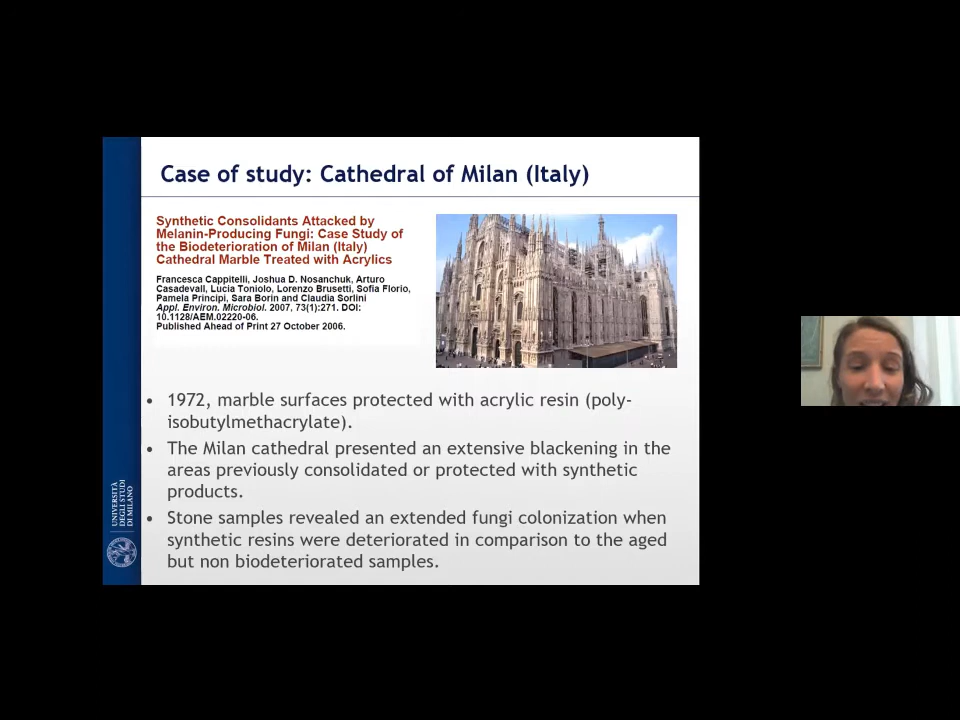 Case of study: Cathedral of Milan (Italy)
Synthetic Consolidants Attacked by
Melanin-Producing Fungi: Case Study of
the Biodeterioration of Milan (Italy)
Cathedral Marble Treated with Acrylics
Francesca Cappitelli, Joshua D. Nosanchuk, Arturo
Casadevall, Lucia Toniolo, Lorenzo Brusetti, Sofia Florio,
Pamela Principi, Sara Borin and Claudia Sorlini
Appl. Environ. Microbiol. 2007, 73(1):271. DOI:
10.1128/AEM.02220-06.
Published Ahead of Print 27 October 2006.
• 1972, marble surfaces protected with acrylic resin (poly-
isobutylmethacrylate).
• The Milan cathedral presented an extensive blackening in the
areas previously consolidated or protected with synthetic
products.
• Stone samples revealed an extended fungi colonization when
synthetic resins were deteriorated in comparison to the aged
but non biodeteriorated samples.
UNIVERSITÀ
DEGLI STUDI
DI MILANO